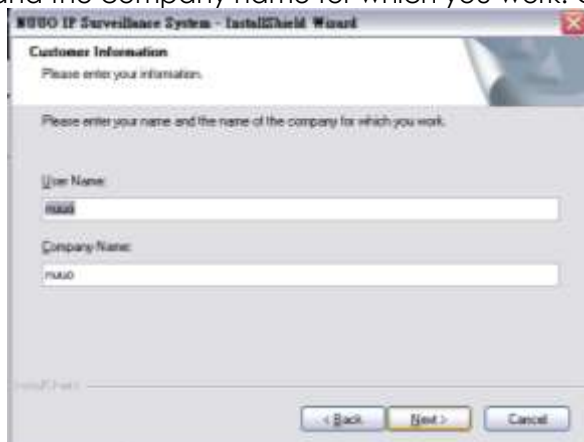 and the company name for which you work.
NUUO IP Surveillance System - InstallShield Wizard
Customer Information
Please enter your information.
Please enter your name and the name of the company for which you work.
User Name:
nuuo
Company Name:
nuuo
InstallShield
< Back
Next >
Cancel